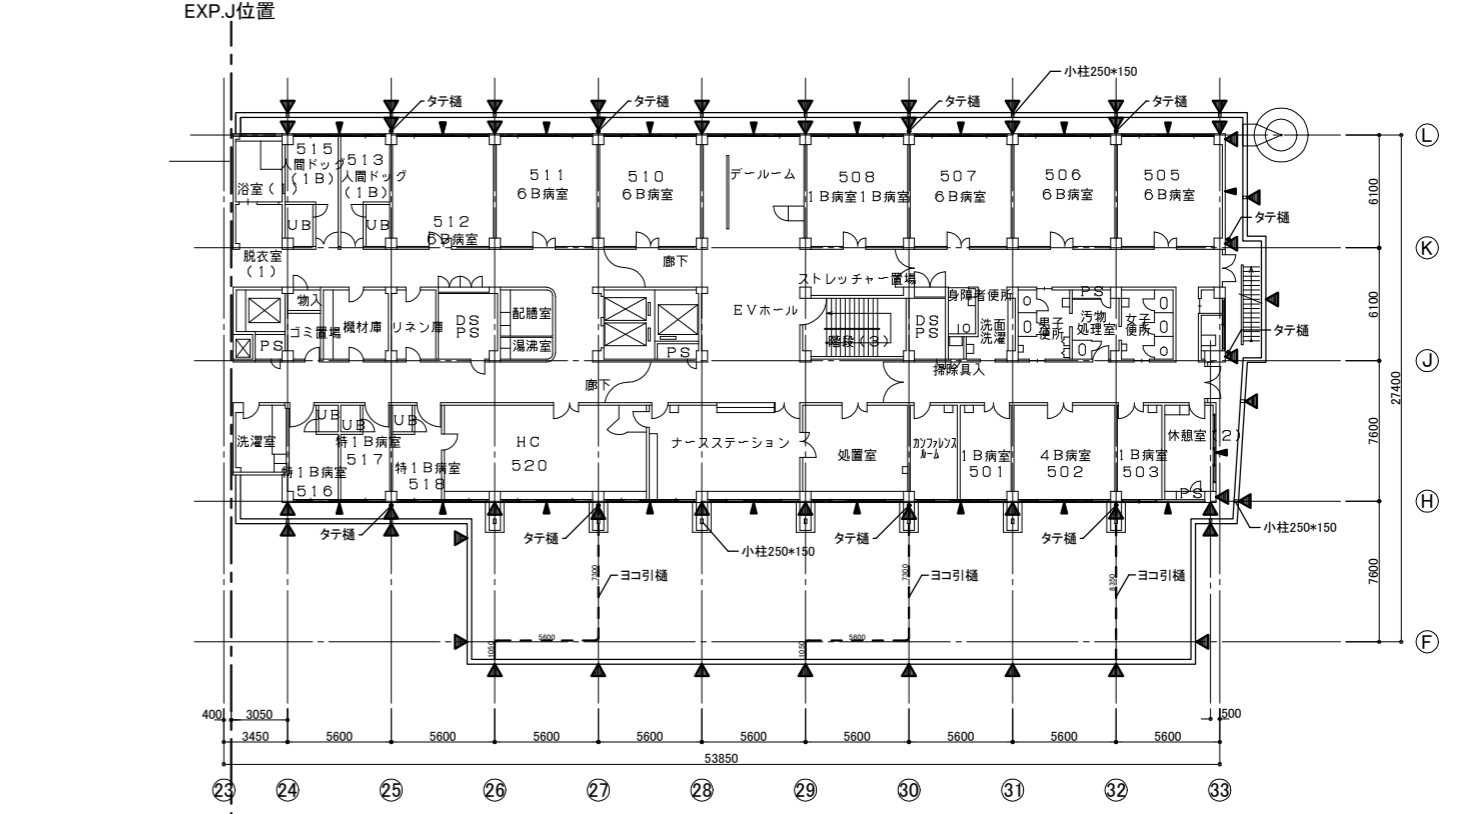 EXP.J位置
小柱250*150
タテ樋
タテ樋
タテ樋
タテ樋
L
515
人間ドッグ
(1B)
513
人間ドッグ
(1B)
511
6B病室
510
6B病室
デールーム
508
1B病室1B病室
507
6B病室
506
6B病室
505
6B病室
浴室(1)
UB
UB
512
6B病室
タテ樋
6100
K
脱衣室
(1)
廊下
ストレッチャー置場
物入
ゴミ置場
機材庫
リネン庫
DS
PS
配膳室
湯沸室
EVホール
階段(3)
DS
PS
身障者便所
洗面
洗濯
男子
便所
PS
汚物
処理室
女子
便所
タテ樋
6100
PS
PS
J
廊下
掃除具入
27400
洗濯室
UB
UB
UB
特1B病室
517
特1B病室
516
特1B病室
518
HC
520
ナースステーション
処置室
カンファレンス
ルーム
1B病室
501
4B病室
502
1B病室
503
休憩室(2)
PS
7600
H
タテ樋
タテ樋
小柱250*150
タテ樋
タテ樋
小柱250*150
7300
ヨコ引樋
7300
ヨコ引樋
8350
ヨコ引樋
7600
1050
5600
1050
5600
F
400
3050
500
3450
5600
5600
5600
5600
5600
5600
5600
5600
5600
53850
23
24
25
26
27
28
29
30
31
32
33